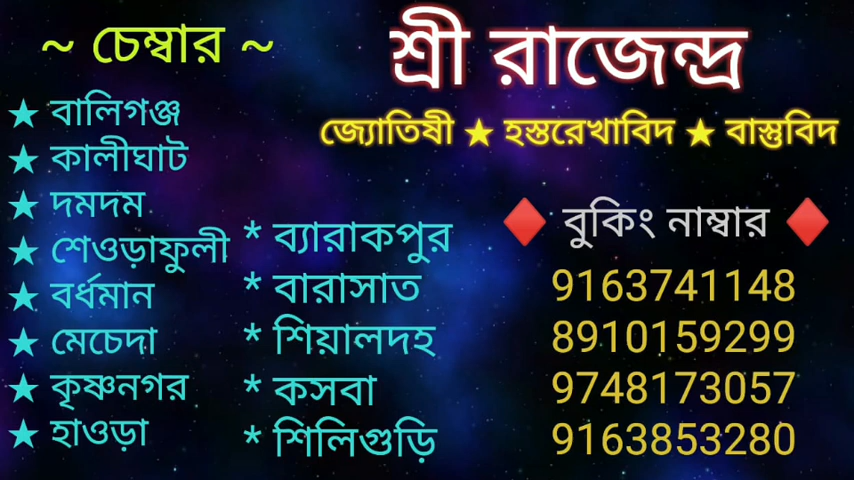 ~ চেম্বার ~
★ বালিগঞ্জ
★ কালীঘাট
★ দমদম
★ শেওড়াফুলী
★ বর্ধমান
★ মেচেদা
★ কৃষ্ণনগর
★ হাওড়া
* ব্যারাকপুর
* বারাসাত
* শিয়ালদহ
* কসবা
* শিলিগুড়ি
শ্রী রাজেন্দ্র
জ্যোতিষী ★ হস্তরেখাবিদ ★ বাস্তুবিদ
♦ বুকিং নাম্বার ♦
9163741148
8910159299
9748173057
9163853280